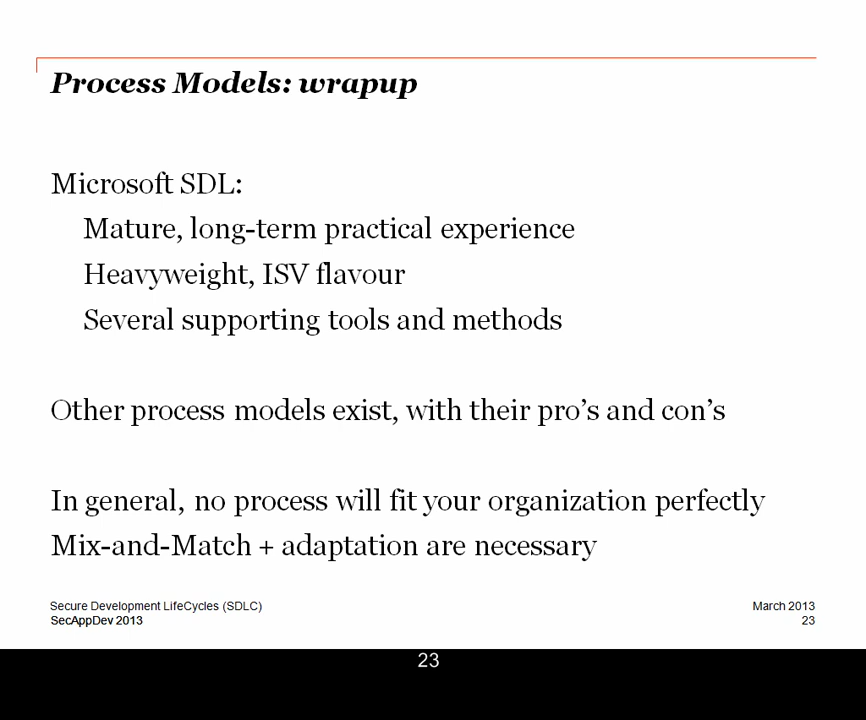 Process Models: wrapup
Microsoft SDL:
Mature, long-term practical experience
Heavyweight, ISV flavour
Several supporting tools and methods
Other process models exist, with their pro's and con's
In general, no process will fit your organization perfectly
Mix-and-Match + adaptation are necessary
Secure Development LifeCycles (SDLC)
SecAppDev 2013
March 2013
23
23